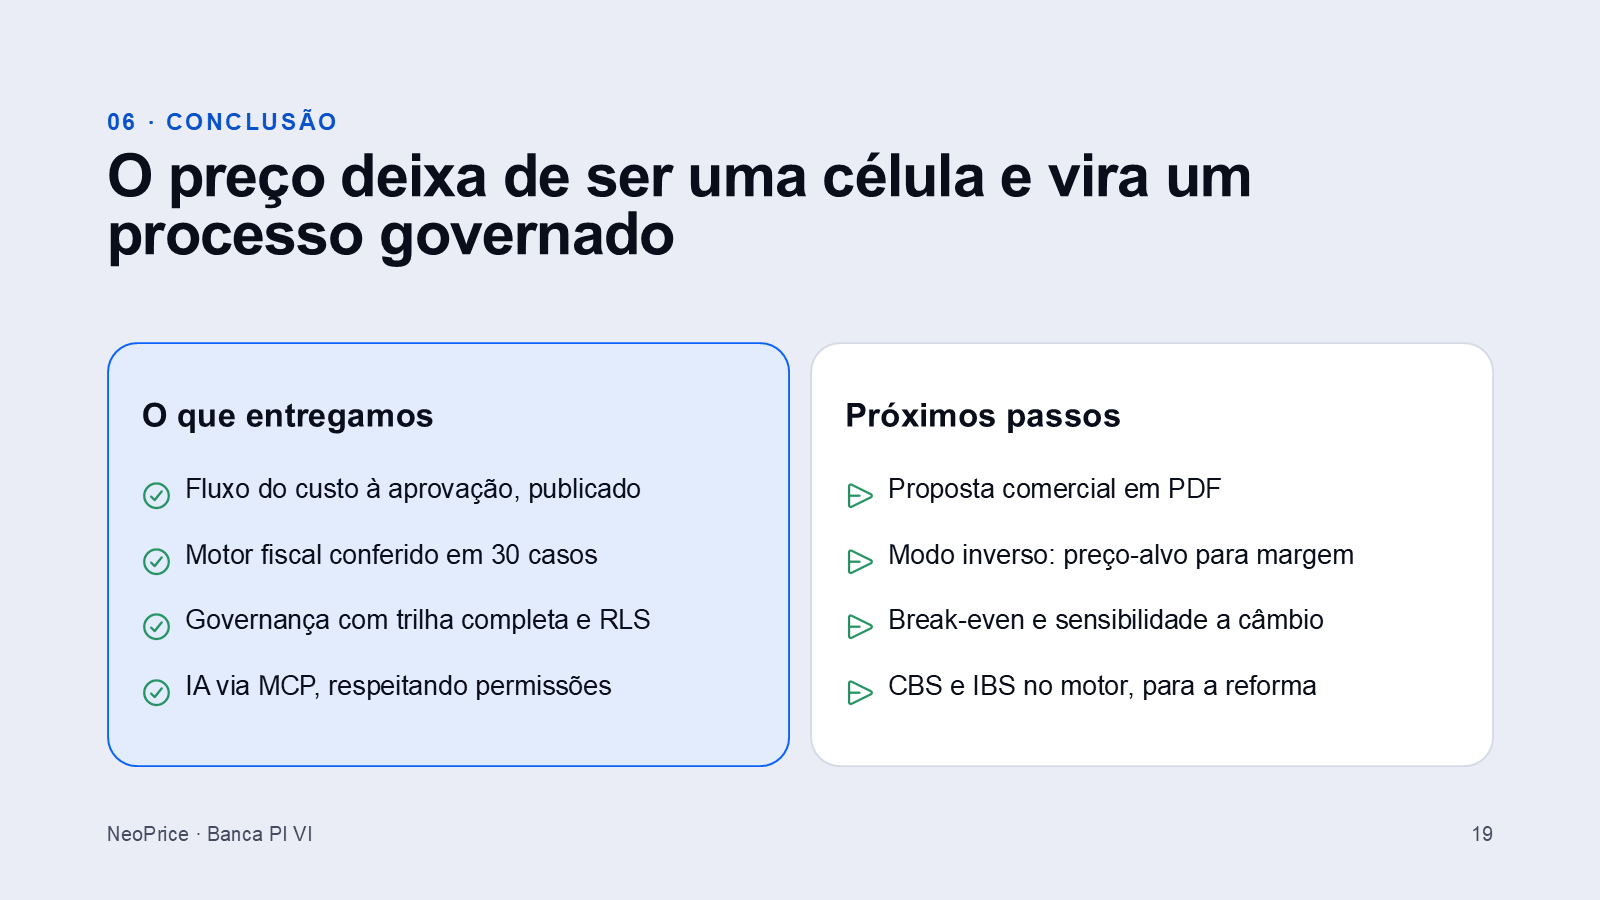 06 · CONCLUSÃO
O preço deixa de ser uma célula e vira um
processo governado
O que entregamos
Fluxo do custo à aprovação, publicado
Motor fiscal conferido em 30 casos
Governança com trilha completa e RLS
IA via MCP, respeitando permissões
Próximos passos
Proposta comercial em PDF
Modo inverso: preço-alvo para margem
Break-even e sensibilidade a câmbio
CBS e IBS no motor, para a reforma
NeoPrice · Banca PI VI
19